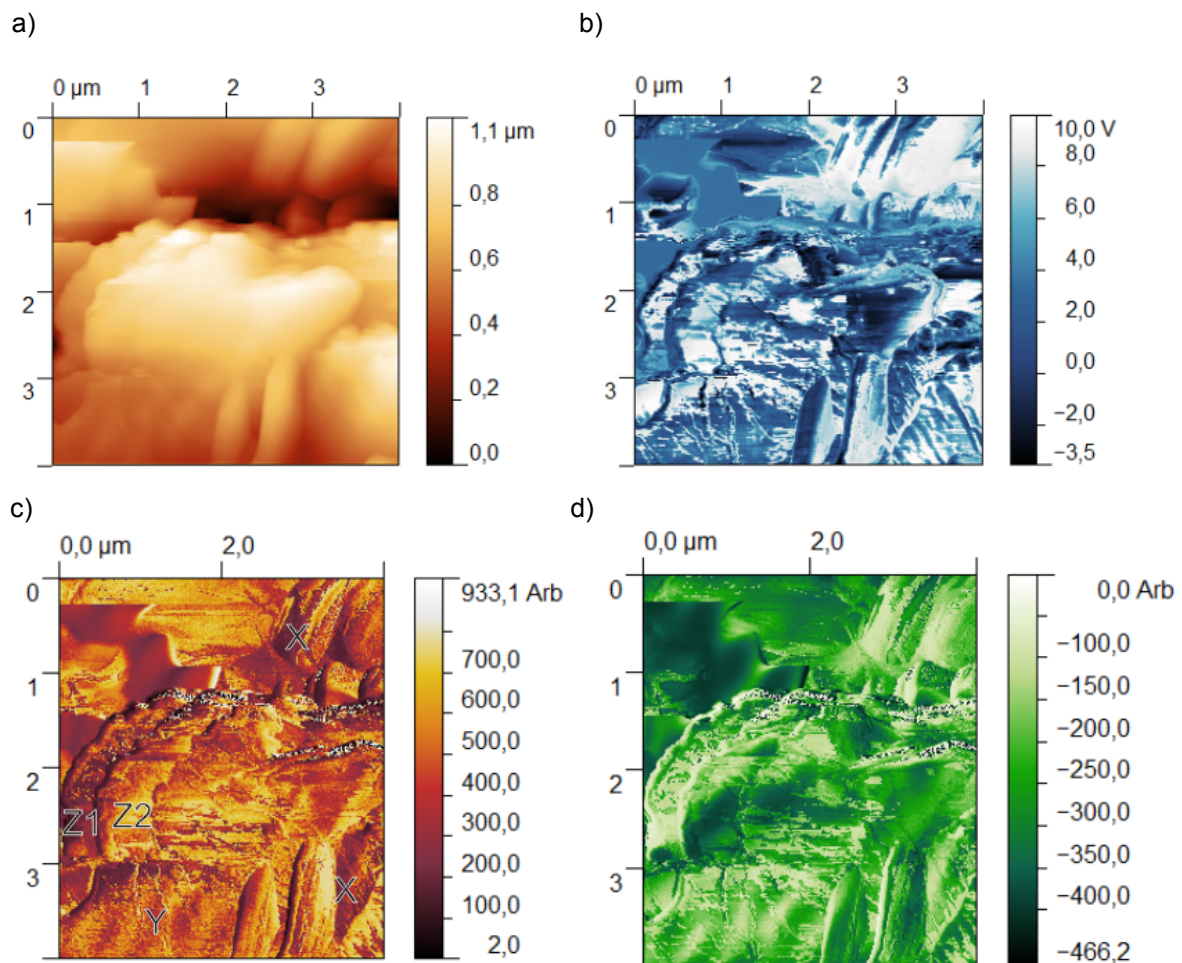 a)
b)
0 µm 1 2 3
0 µm 1 2 3
0
1
2
3
1,1 µm
0,8
0,6
0,4
0,2
0,0
0
1
2
3
10,0 V
8,0
6,0
4,0
2,0
0,0
−2,0
−3,5
c)
d)
0,0 µm 2,0
0,0 µm 2,0
0
1
2
3
X
Z1 Z2
X
Y
933,1 Arb
700,0
600,0
500,0
400,0
300,0
200,0
100,0
2,0
0
1
2
3
0,0 Arb
−100,0
−150,0
−200,0
−250,0
−300,0
−350,0
−400,0
−466,2